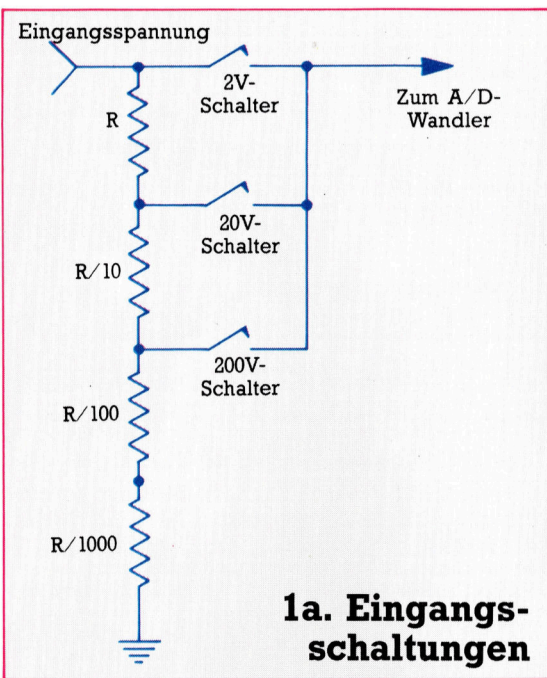 Eingangsspannung
2V-
Schalter
Zum A/D-
Wandler
R
20V-
Schalter
R/10
200V-
Schalter
R/100
R/1000
1a. Eingangs-
schaltungen